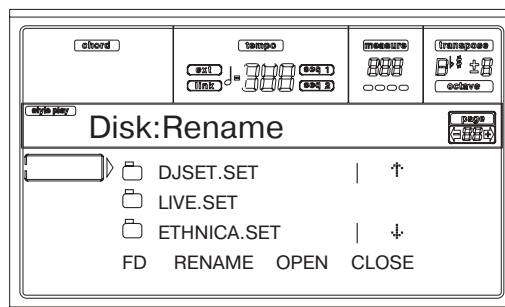 chord tempo measure transpose
ext seq 1
link seq 2
octave
style play
page
Disk:Rename
DJSET.SET
LIVE.SET
ETHNICA.SET
FD RENAME OPEN CLOSE